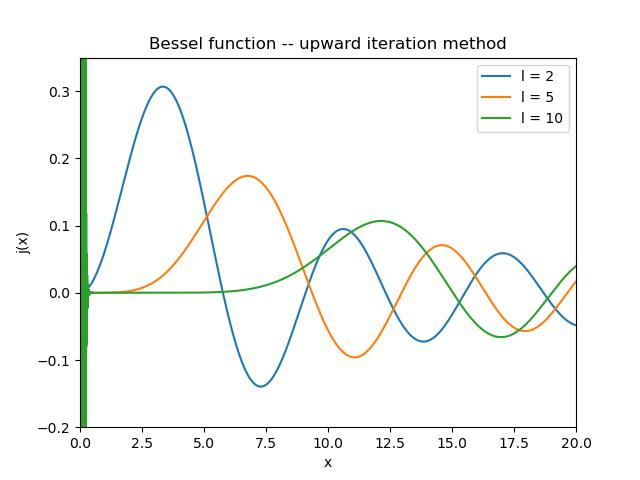 Bessel function -- upward iteration method
l = 2
l = 5
l = 10
j(x)
0.3
0.2
0.1
0.0
−0.1
−0.2
0.0 2.5 5.0 7.5 10.0 12.5 15.0 17.5 20.0
x